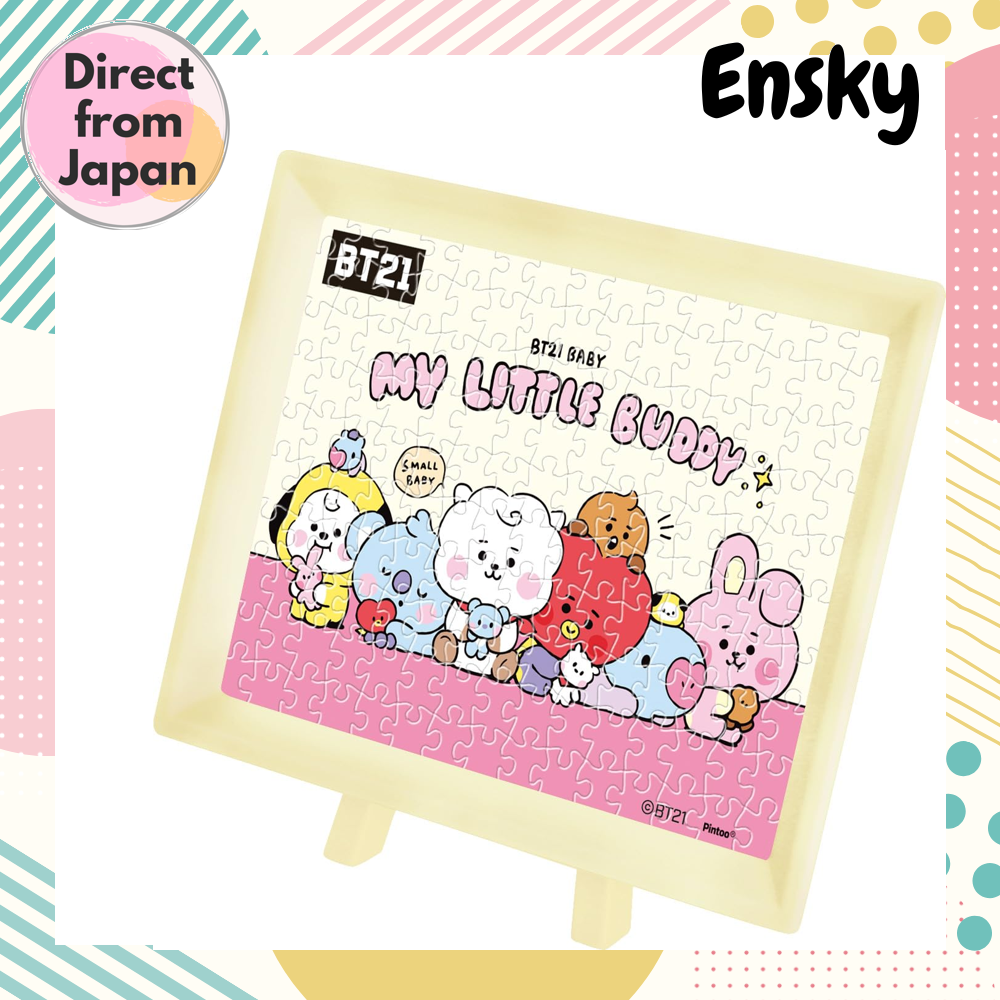 Direct
from
Japan
Ensky
BT21
BT21 BABY
MY LITTLE BUDDY
SMALL
BABY
©BT21
Pintoo®